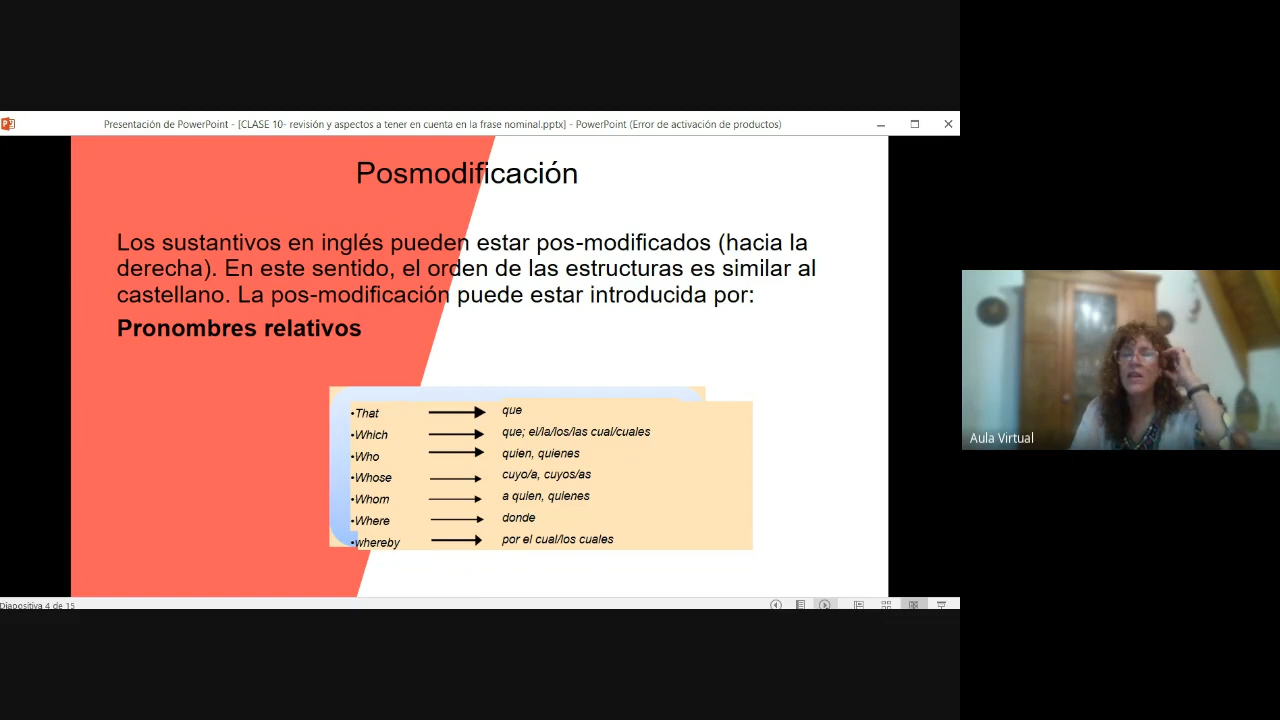 Presentación de PowerPoint - [CLASE 10- revisión y aspectos a tener en cuenta en la frase nominal.pptx] - PowerPoint (Error de activación de productos)
Posmodificación
Los sustantivos en inglés pueden estar pos-modificados (hacia la
derecha). En este sentido, el orden de las estructuras es similar al
castellano. La pos-modificación puede estar introducida por:
Pronombres relativos
•That que
•Which que; el/la/los/las cual/cuales
•Who quien, quienes
•Whose cuyo/a, cuyos/as
•Whom a quien, quienes
•Where donde
•whereby por el cual/los cuales
Aula Virtual
Diapositiva 4 de 15